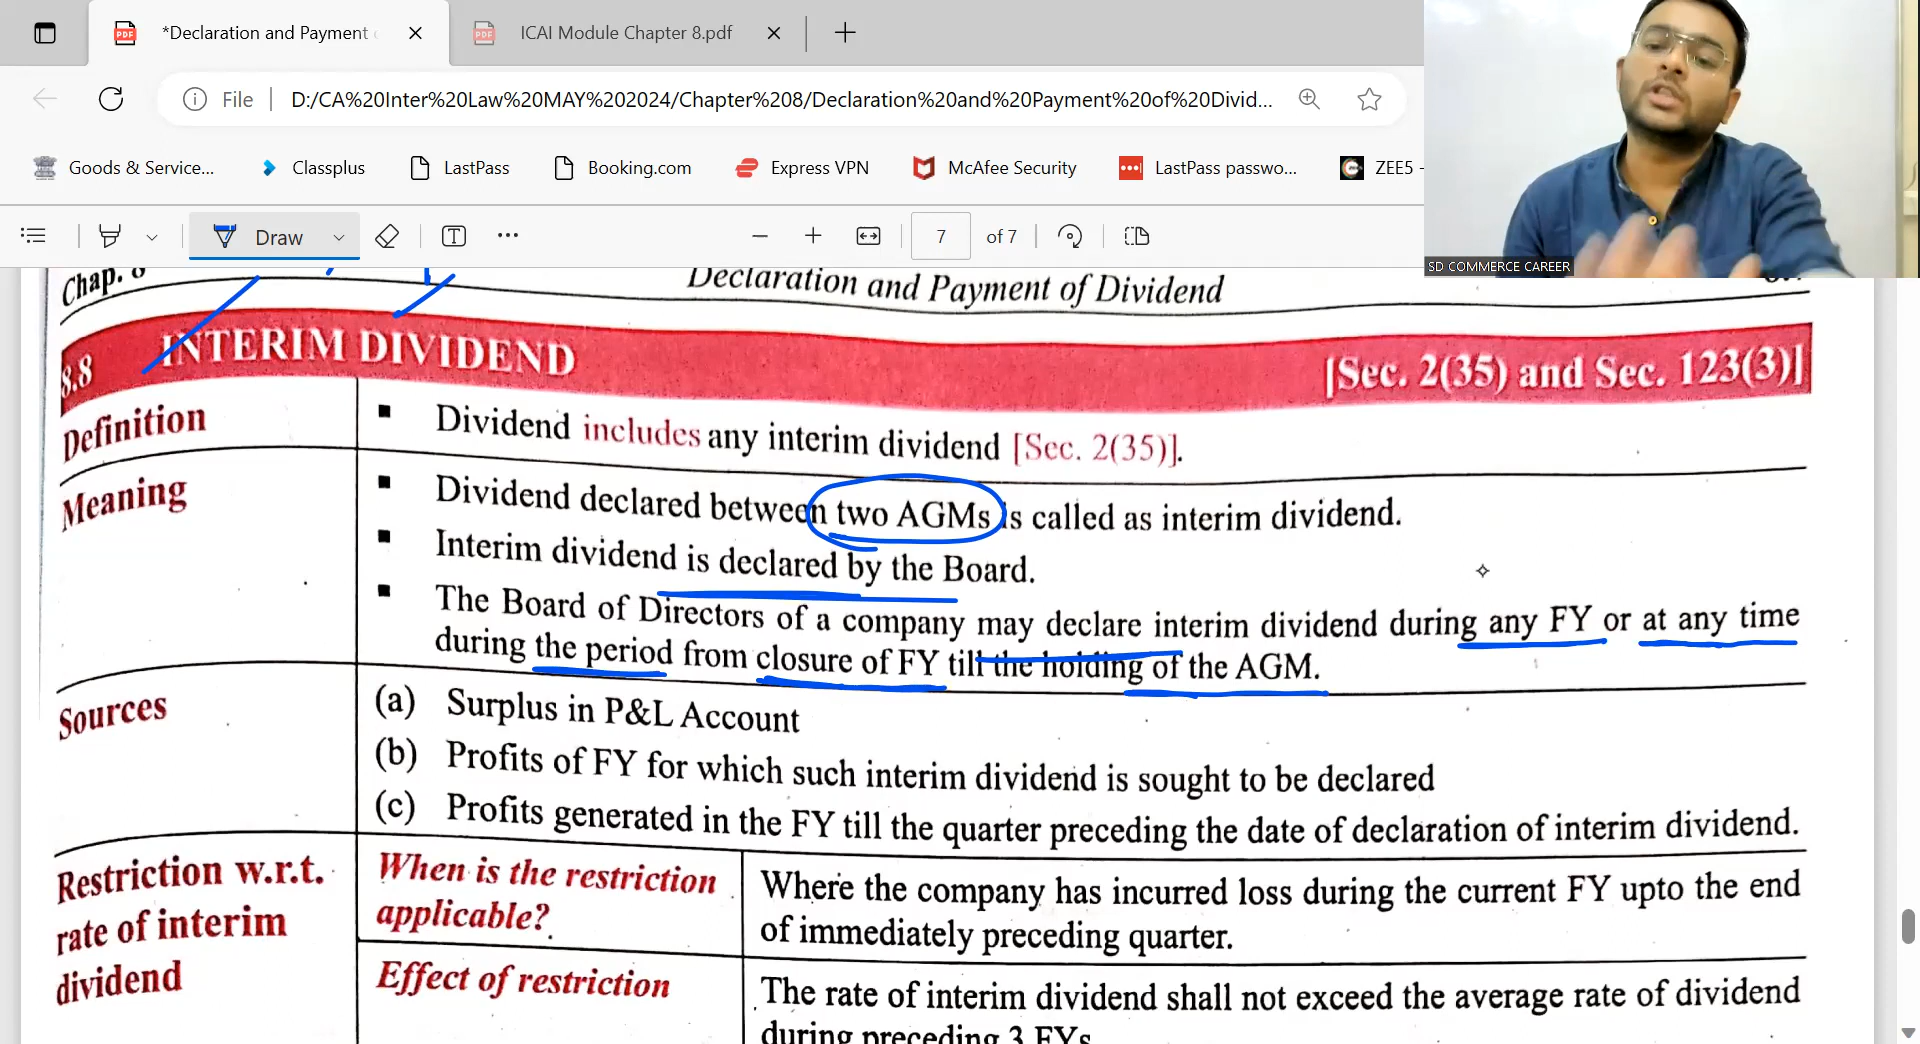 *Declaration and Payment
ICAI Module Chapter 8.pdf
File
D:/CA%20Inter%20Law%20MAY%202024/Chapter%208/Declaration%20and%20Payment%20of%20Divid...
Goods & Service...
Classplus
LastPass
Booking.com
Express VPN
McAfee Security
LastPass passwo...
ZEE5 -
Draw
7
of 7
SD COMMERCE CAREER
Chap. 8
Declaration and Payment of Dividend
8.8 INTERIM DIVIDEND [Sec. 2(35) and Sec. 123(3)]
Definition
▪ Dividend includes any interim dividend [Sec. 2(35)].
Meaning
▪ Dividend declared between two AGMs is called as interim dividend.
▪ Interim dividend is declared by the Board.
▪ The Board of Directors of a company may declare interim dividend during any FY or at any time
during the period from closure of FY till the holding of the AGM.
Sources
(a) Surplus in P&L Account
(b) Profits of FY for which such interim dividend is sought to be declared
(c) Profits generated in the FY till the quarter preceding the date of declaration of interim dividend.
Restriction w.r.t.
rate of interim
dividend
When is the restriction
applicable?
Where the company has incurred loss during the current FY upto the end
of immediately preceding quarter.
Effect of restriction
The rate of interim dividend shall not exceed the average rate of dividend
during preceding 3 FYs